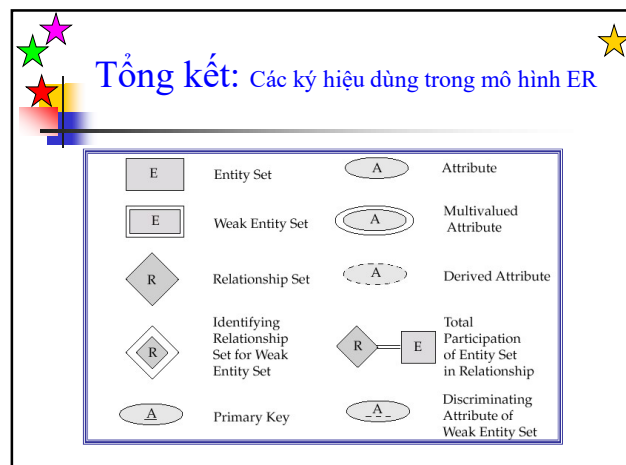 Tổng kết: Các ký hiệu dùng trong mô hình ER
E
Entity Set
A
Attribute
E
Weak Entity Set
A
Multivalued
Attribute
R
Relationship Set
A
Derived Attribute
R
Identifying
Relationship
Set for Weak
Entity Set
R
E
Total
Participation
of Entity Set
in Relationship
A
Primary Key
A
Discriminating
Attribute of
Weak Entity Set